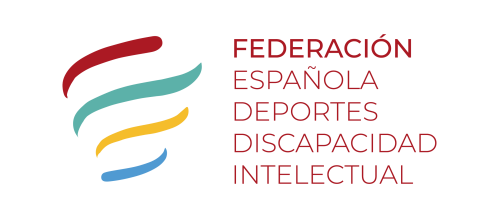 FEDERACIÓN
ESPAÑOLA
DEPORTES
DISCAPACIDAD
INTELECTUAL